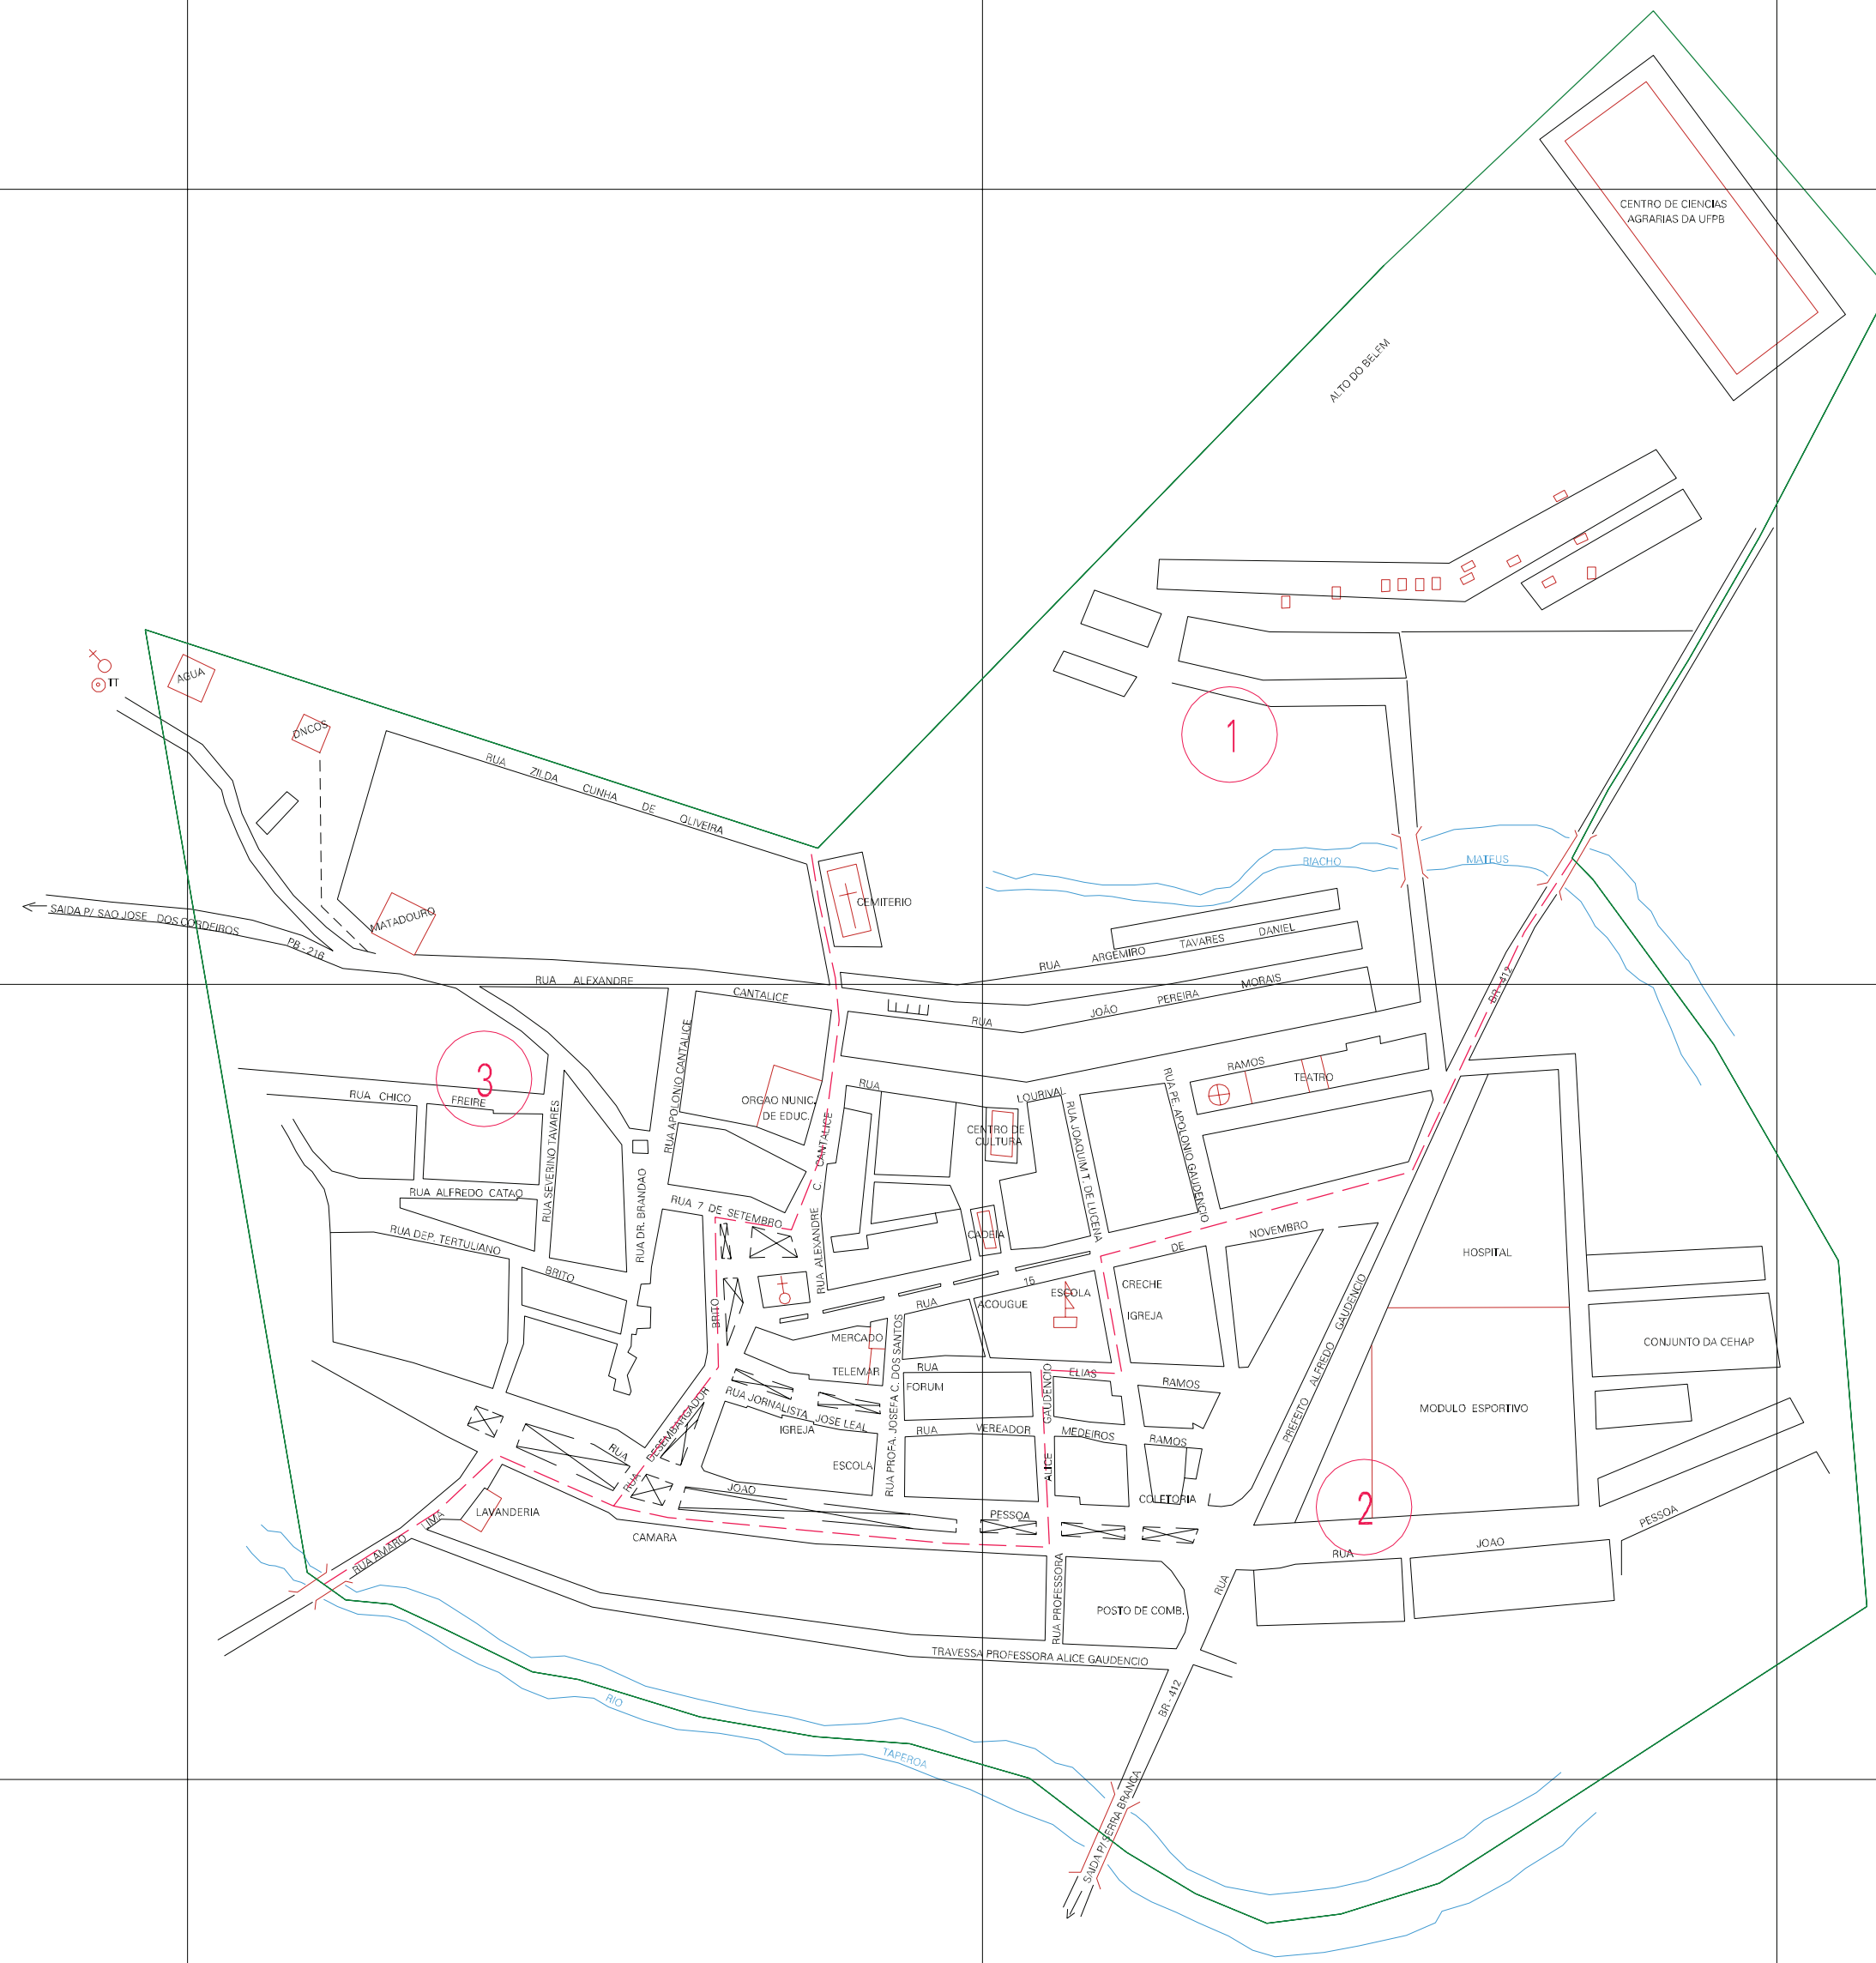 CENTRO DE CIENCIAS
AGRARIAS DA UFPB
ALTO DO BELEM
AGUA
TT
DNCOS
1
RUA ZILDA CUNHA DE OLIVEIRA
RIACHO MATEUS
MATADOURO
CEMITERIO
SAIDA P/ SAO JOSE DOS CORDEIROS
PB - 216
RUA ARGEMIRO TAVARES DANIEL
RUA ALEXANDRE CANTALICE
RUA JOÃO PEREIRA MORAIS
BR - 412
3
RUA CHICO FREIRE
RUA APOLONIO CANTALICE
ORGAO NUNIC.
DE EDUC.
RUA LOURIVAL RAMOS
TEATRO
RUA SEVERINO TAVARES
RUA ALFREDO CATAO
RUA DR. BRANDAO
CENTRO DE
CULTURA
RUA JOAQUIM T. DE LUCENA
RUA PE. APOLONIO GAUDENCIO
RUA 7 DE SETEMBRO
RUA ALEXANDRE C. CANTALICE
CADEIA
RUA DEP. TERTULIANO BRITO
RUA 15 DE NOVEMBRO
HOSPITAL
CRECHE
IGREJA
ESCOLA
ACOUGUE
MERCADO
TELEMAR
RUA PROFA. JOSEFA C. DOS SANTOS
CONJUNTO DA CEHAP
PREFEITO ALFREDO GAUDENCIO
RUA ELIAS RAMOS
FORUM
RUA DESEMBARGADOR BRITO
RUA JORNALISTA JOSE LEAL
IGREJA
ESCOLA
RUA VEREADOR MEDEIROS RAMOS
MODULO ESPORTIVO
RUA PROFESSORA ALICE GAUDENCIO
RUA JOAO PESSOA
COLETORIA
2
LAVANDERIA
CAMARA
RUA AMARO LIMA
RUA JOAO PESSOA
RUA
POSTO DE COMB.
TRAVESSA PROFESSORA ALICE GAUDENCIO
BR - 412
RIO TAPEROA
SAIDA P/ SERRA BRANCA